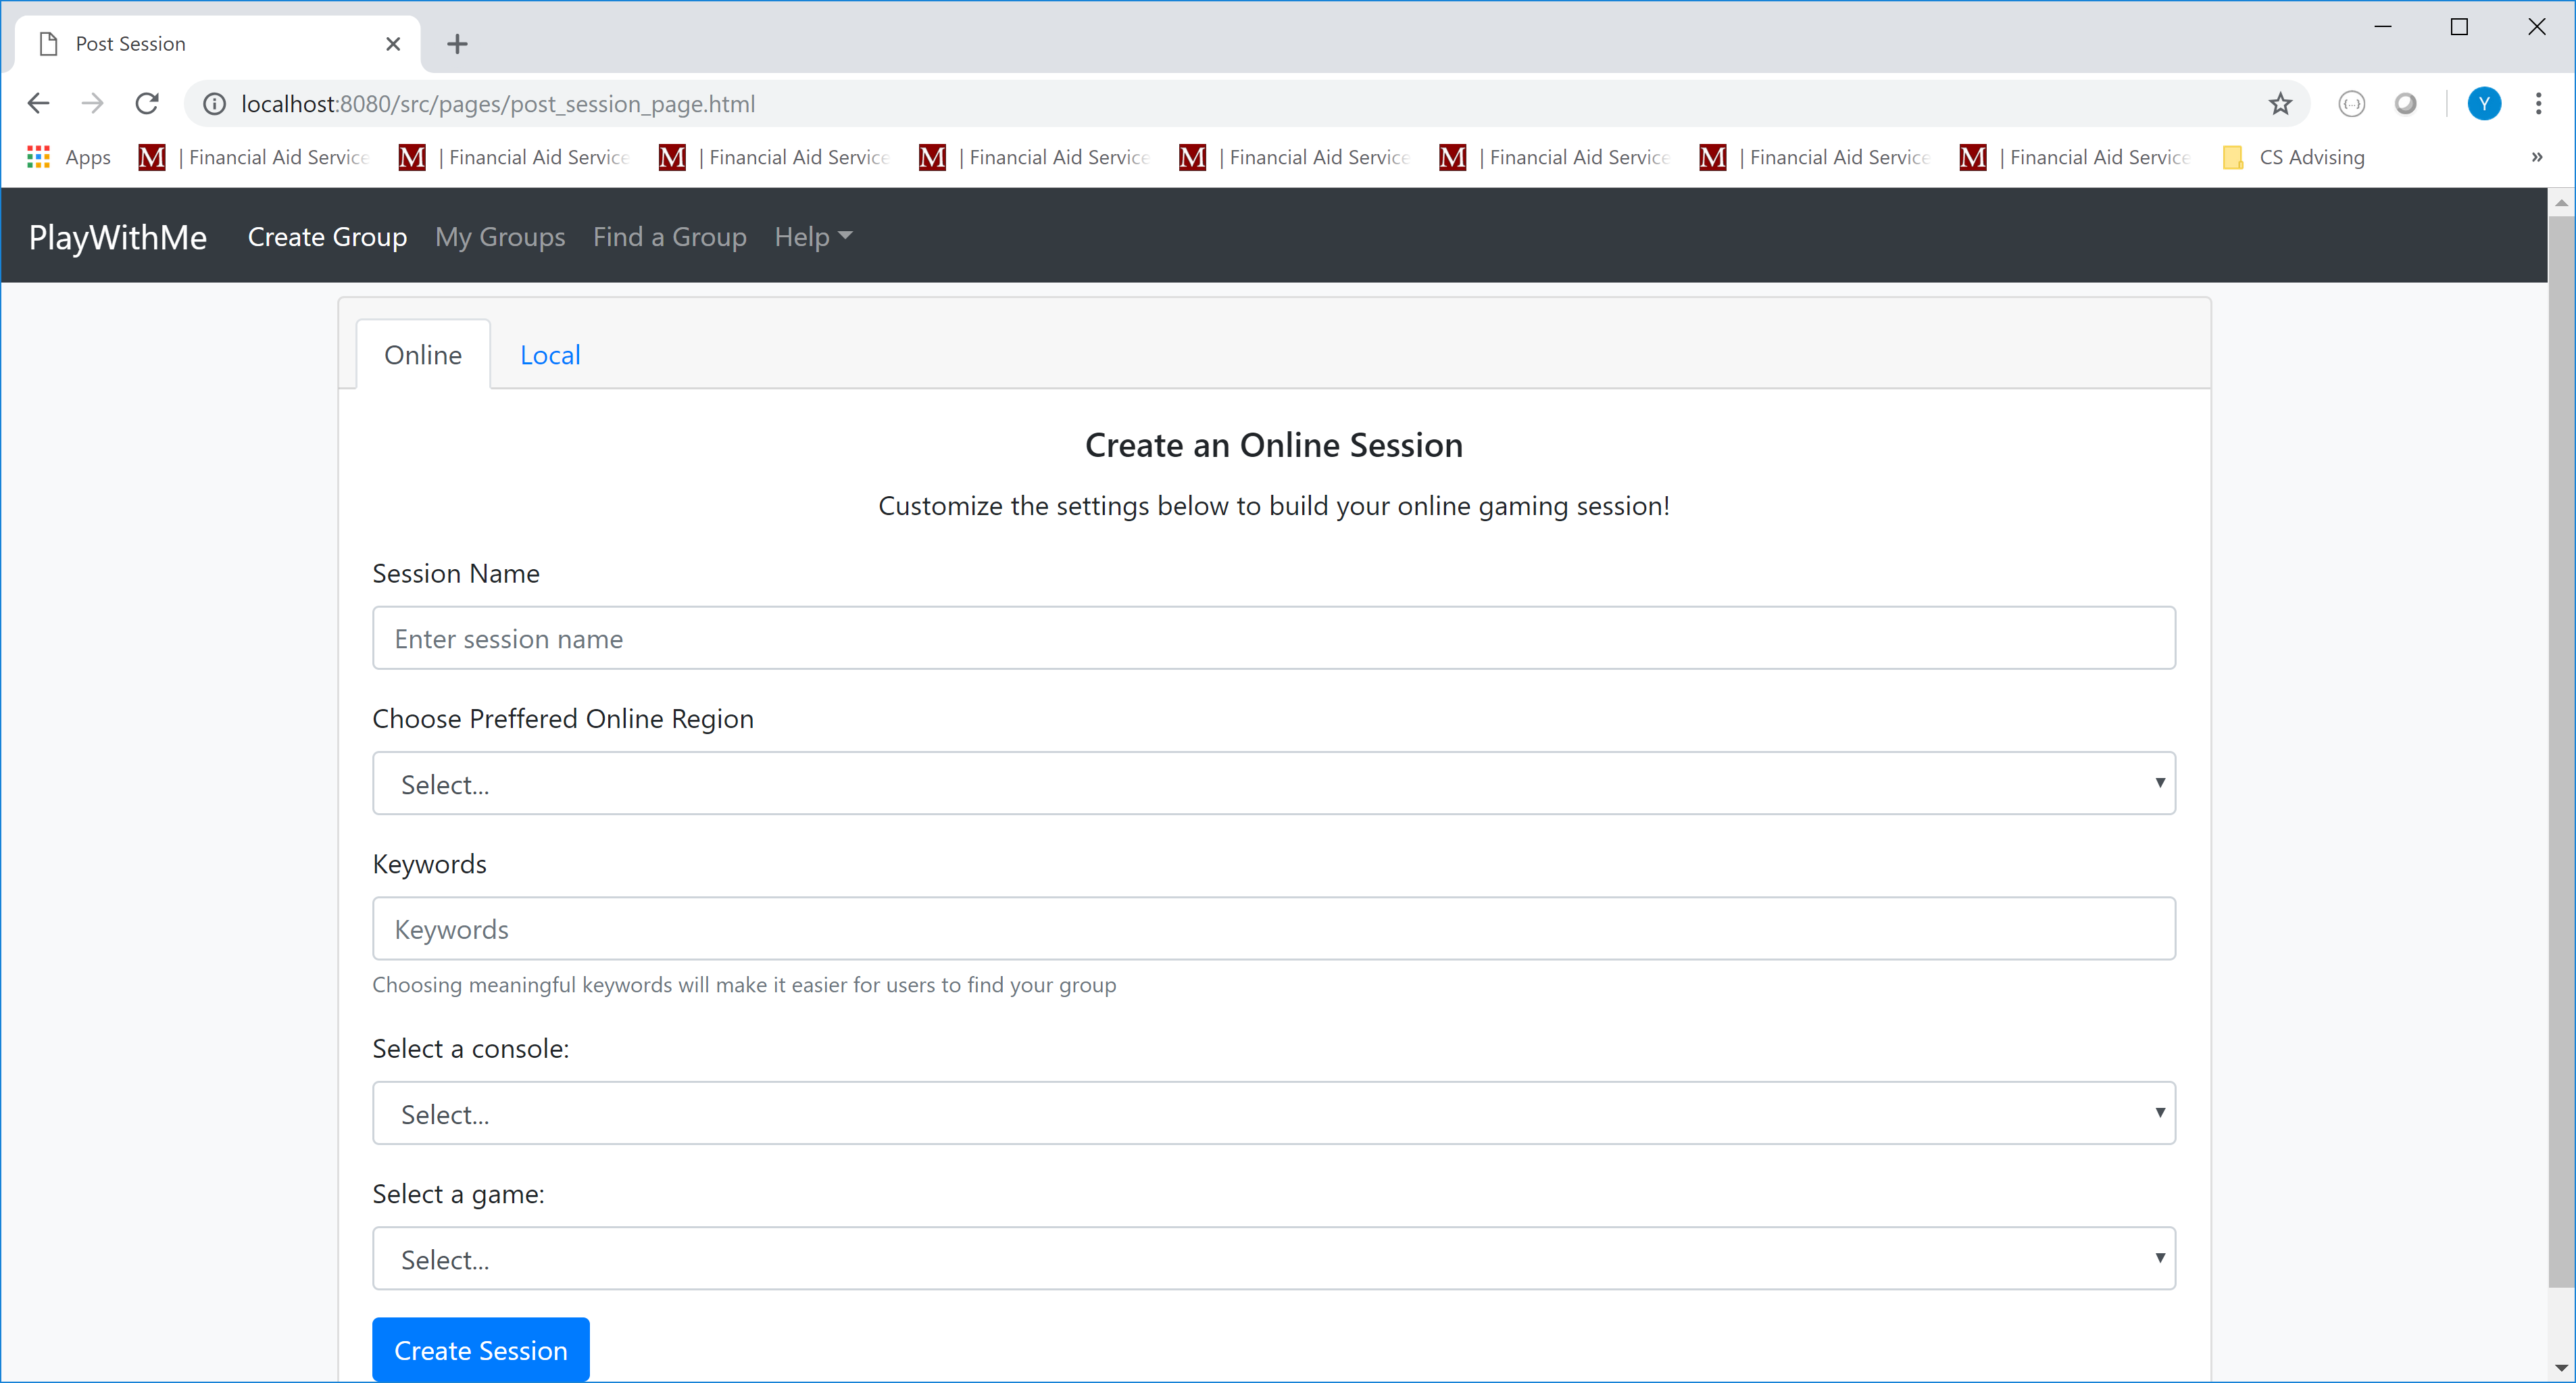 Post Session
localhost:8080/src/pages/post_session_page.html
Y
Apps M | Financial Aid Service M | Financial Aid Service M | Financial Aid Service M | Financial Aid Service M | Financial Aid Service M | Financial Aid Service M | Financial Aid Service M | Financial Aid Service CS Advising »
PlayWithMe Create Group My Groups Find a Group Help
Online Local
Create an Online Session
Customize the settings below to build your online gaming session!
Session Name
Enter session name
Choose Preffered Online Region
Select...
Keywords
Keywords
Choosing meaningful keywords will make it easier for users to find your group
Select a console:
Select...
Select a game:
Select...
Create Session